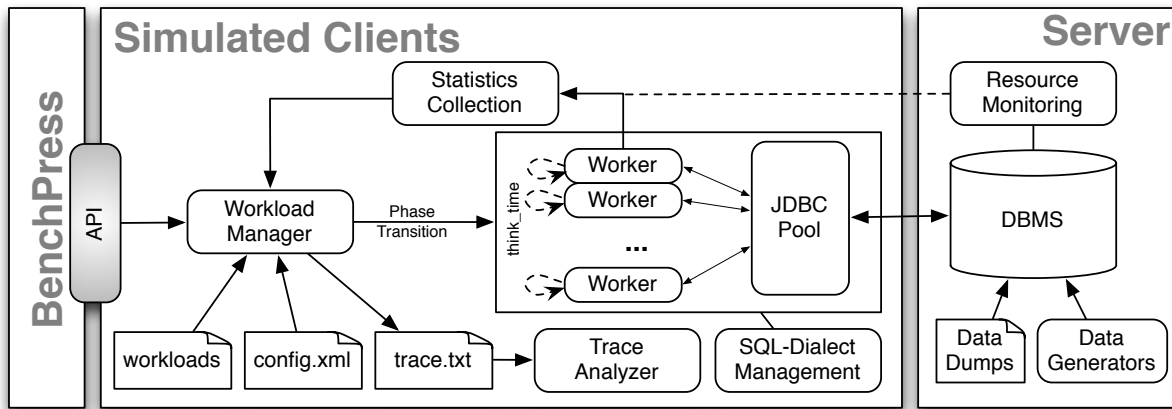 BenchPress
API
Simulated Clients
Statistics
Collection
Workload
Manager
Phase
Transition
think_time
Worker
Worker
...
Worker
JDBC
Pool
workloads
config.xml
trace.txt
Trace
Analyzer
SQL-Dialect
Management
Server
Resource
Monitoring
DBMS
Data
Dumps
Data
Generators